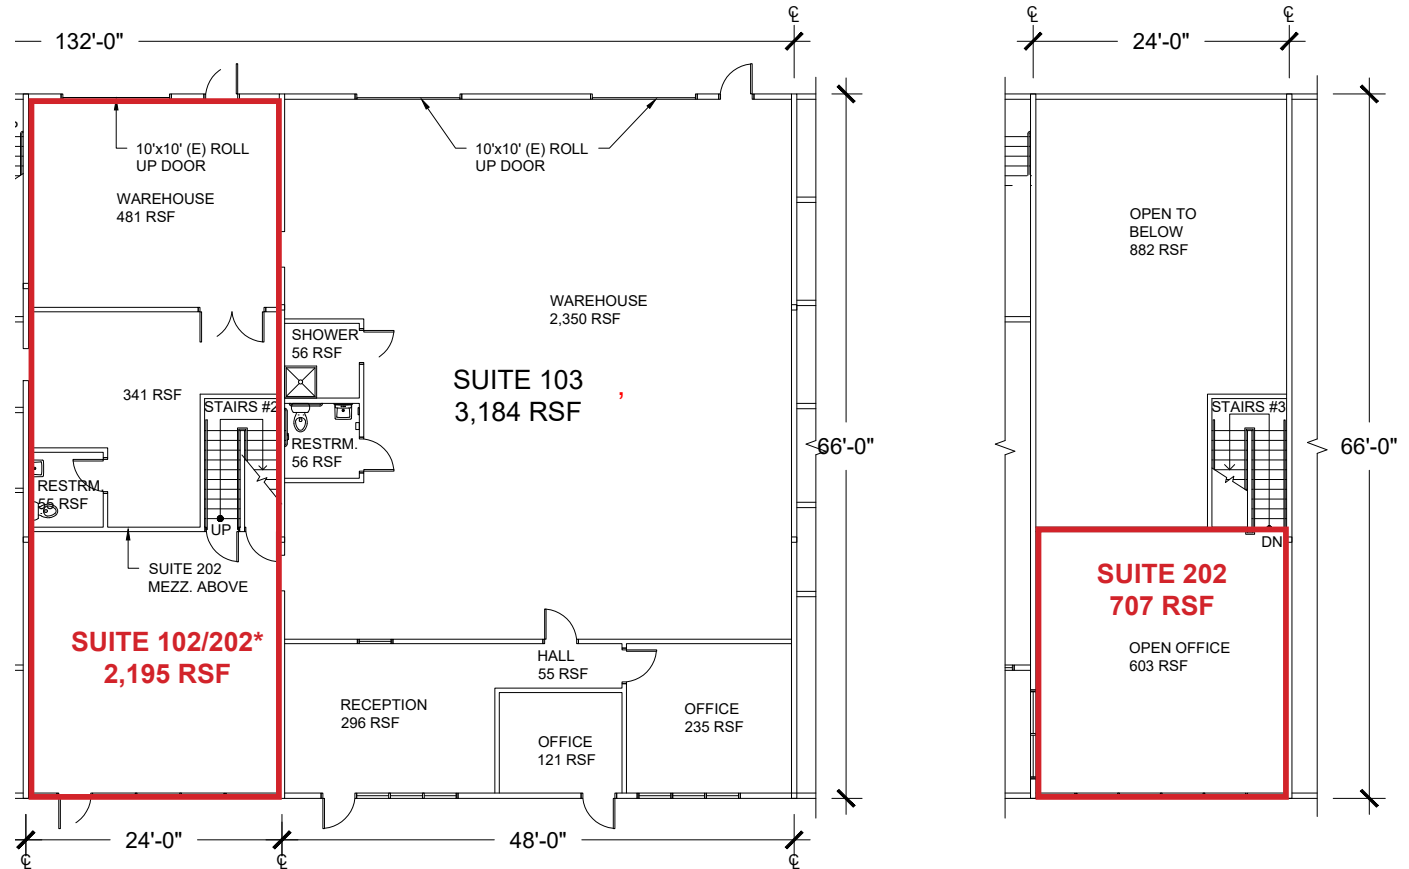 ℄
℄
℄
132'-0"
24'-0"
10'x10' (E) ROLL
UP DOOR
10'x10' (E) ROLL
UP DOOR
WAREHOUSE
481 RSF
OPEN TO
BELOW
882 RSF
WAREHOUSE
2,350 RSF
SHOWER
56 RSF
SUITE 103
3,184 RSF
,
341 RSF
STAIRS #2
STAIRS #3
RESTRM.
56 RSF
66'-0"
66'-0"
RESTRM.
55 RSF
UP
DN
SUITE 202
MEZZ. ABOVE
SUITE 202
707 RSF
SUITE 102/202*
2,195 RSF
OPEN OFFICE
603 RSF
HALL
55 RSF
RECEPTION
296 RSF
OFFICE
235 RSF
OFFICE
121 RSF
24'-0"
48'-0"
℄
℄
℄